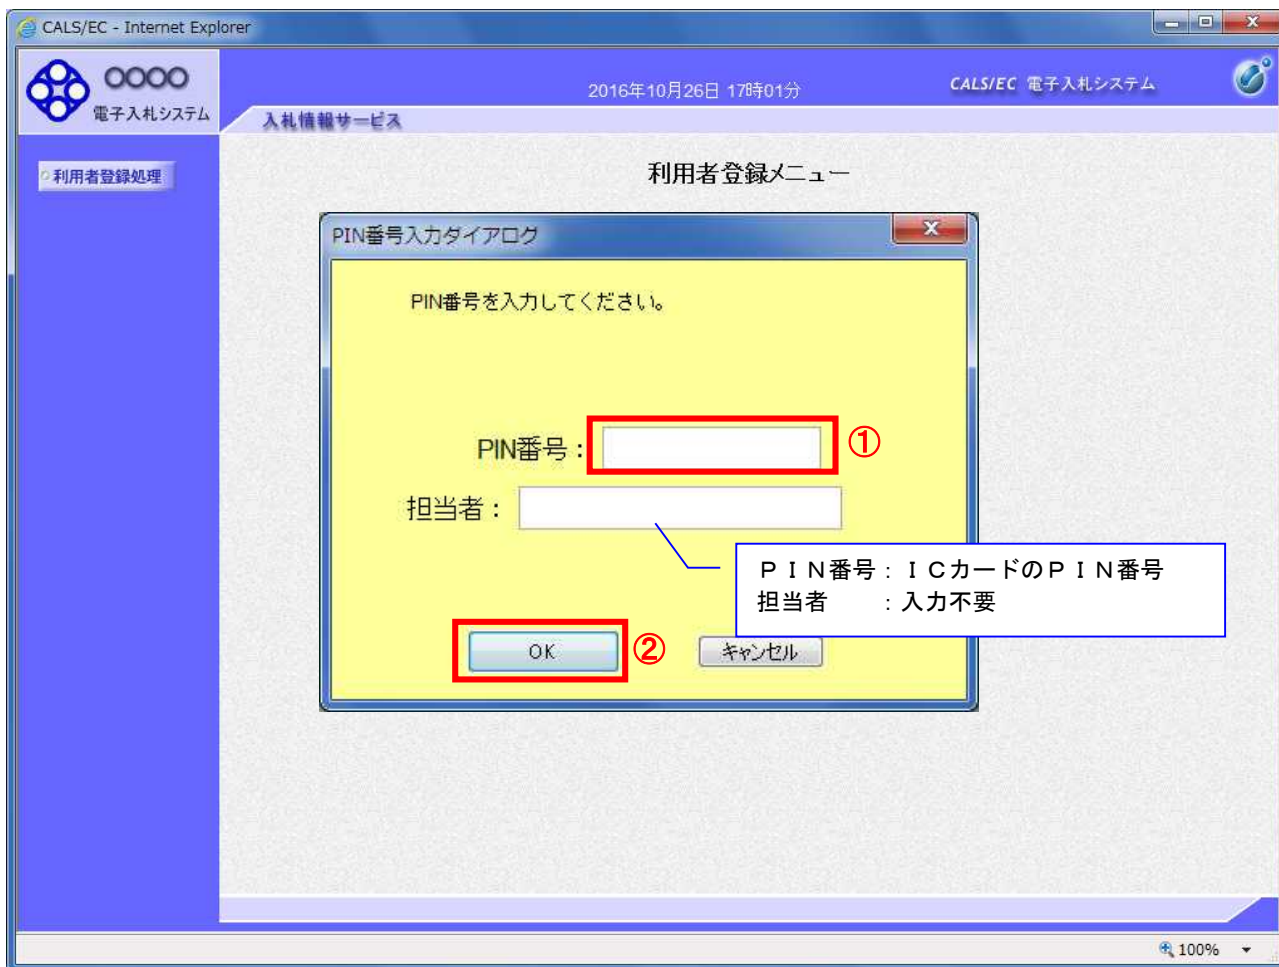 CALS/EC - Internet Explorer
○○○○
電子入札システム
2016年10月26日 17時01分
CALS/EC 電子入札システム
入札情報サービス
利用者登録処理
利用者登録メニュー
PIN番号入力ダイアログ
PIN番号を入力してください。
PIN番号：
①
担当者：
ＰＩＮ番号：ＩＣカードのＰＩＮ番号
担当者　　：入力不要
OK
②
キャンセル
100%